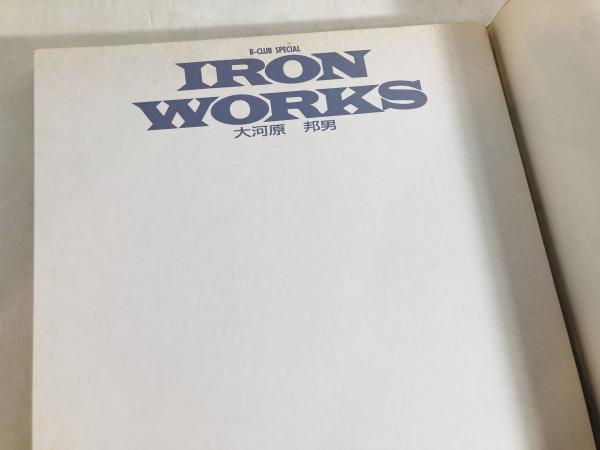 B-CLUB SPECIAL
IRON
WORKS
大河原 邦男